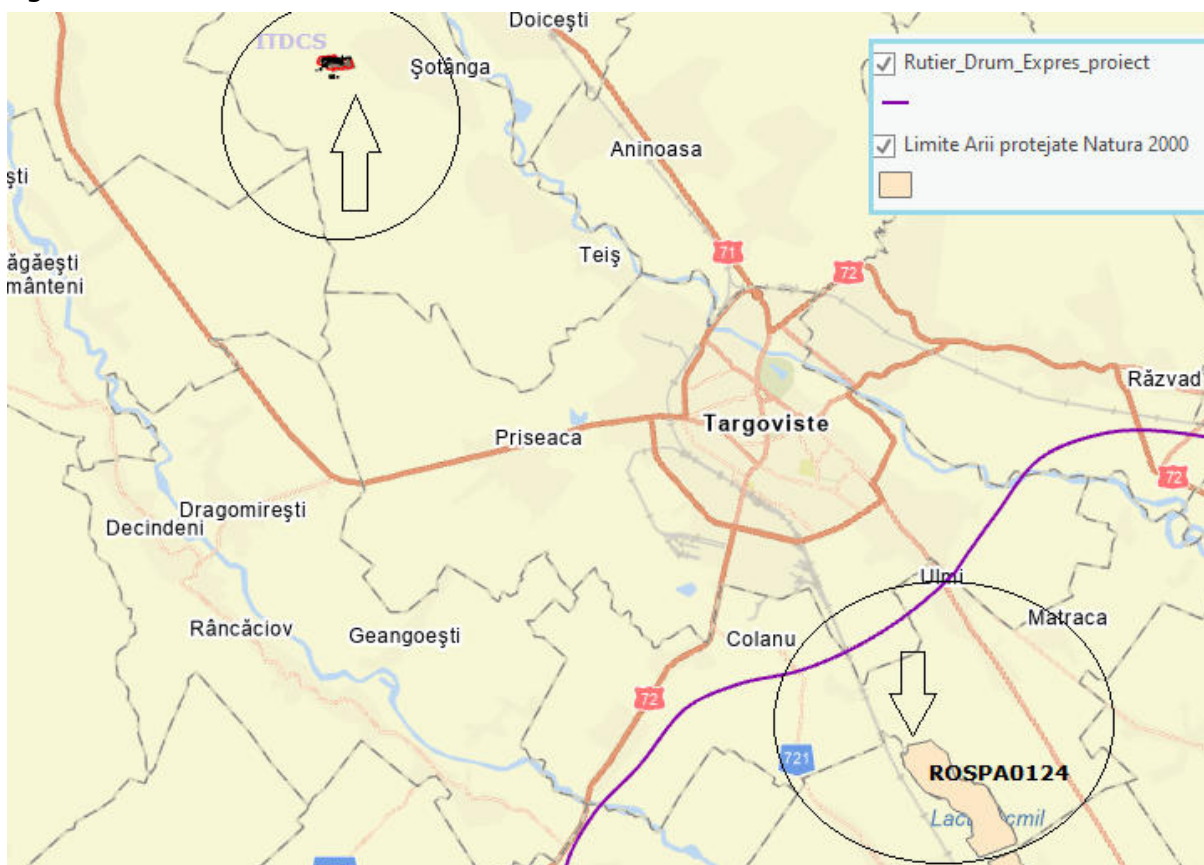 Doiceşti
ITDCS
Şotânga
Rutier_Drum_Expres_proiect
Aninoasa
Limite Arii protejate Natura 2000
şti
Teiş
71
72
ăgăeşti
mânteni
Răzvad
Targovişte
Priseaca
72
Dragomireşti
Decindeni
Ulmi
Matraca
Râncăciov
Geangoeşti
Colanu
72
721
ROSPA0124